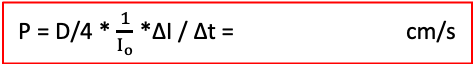 P = D/4 * 1/I₀ *ΔI / Δt = cm/s